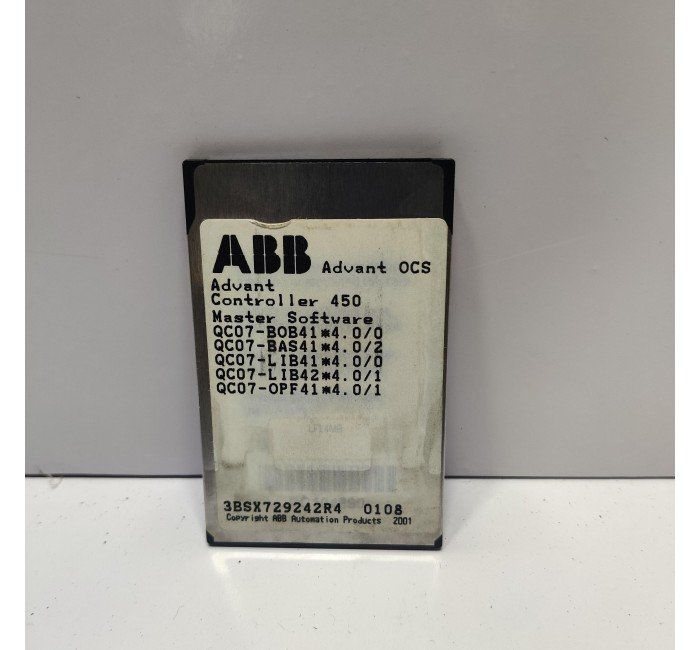 ABB Advant OCS
Advant
Controller 450
Master Software
QC07-BOB41*4.0/0
QC07-BAS41*4.0/2
QC07-LIB41*4.0/0
QC07-LIB42*4.0/1
QC07-OPF41*4.0/1
3BSX729242R4 0108
Copyright ABB Automation Products 2001